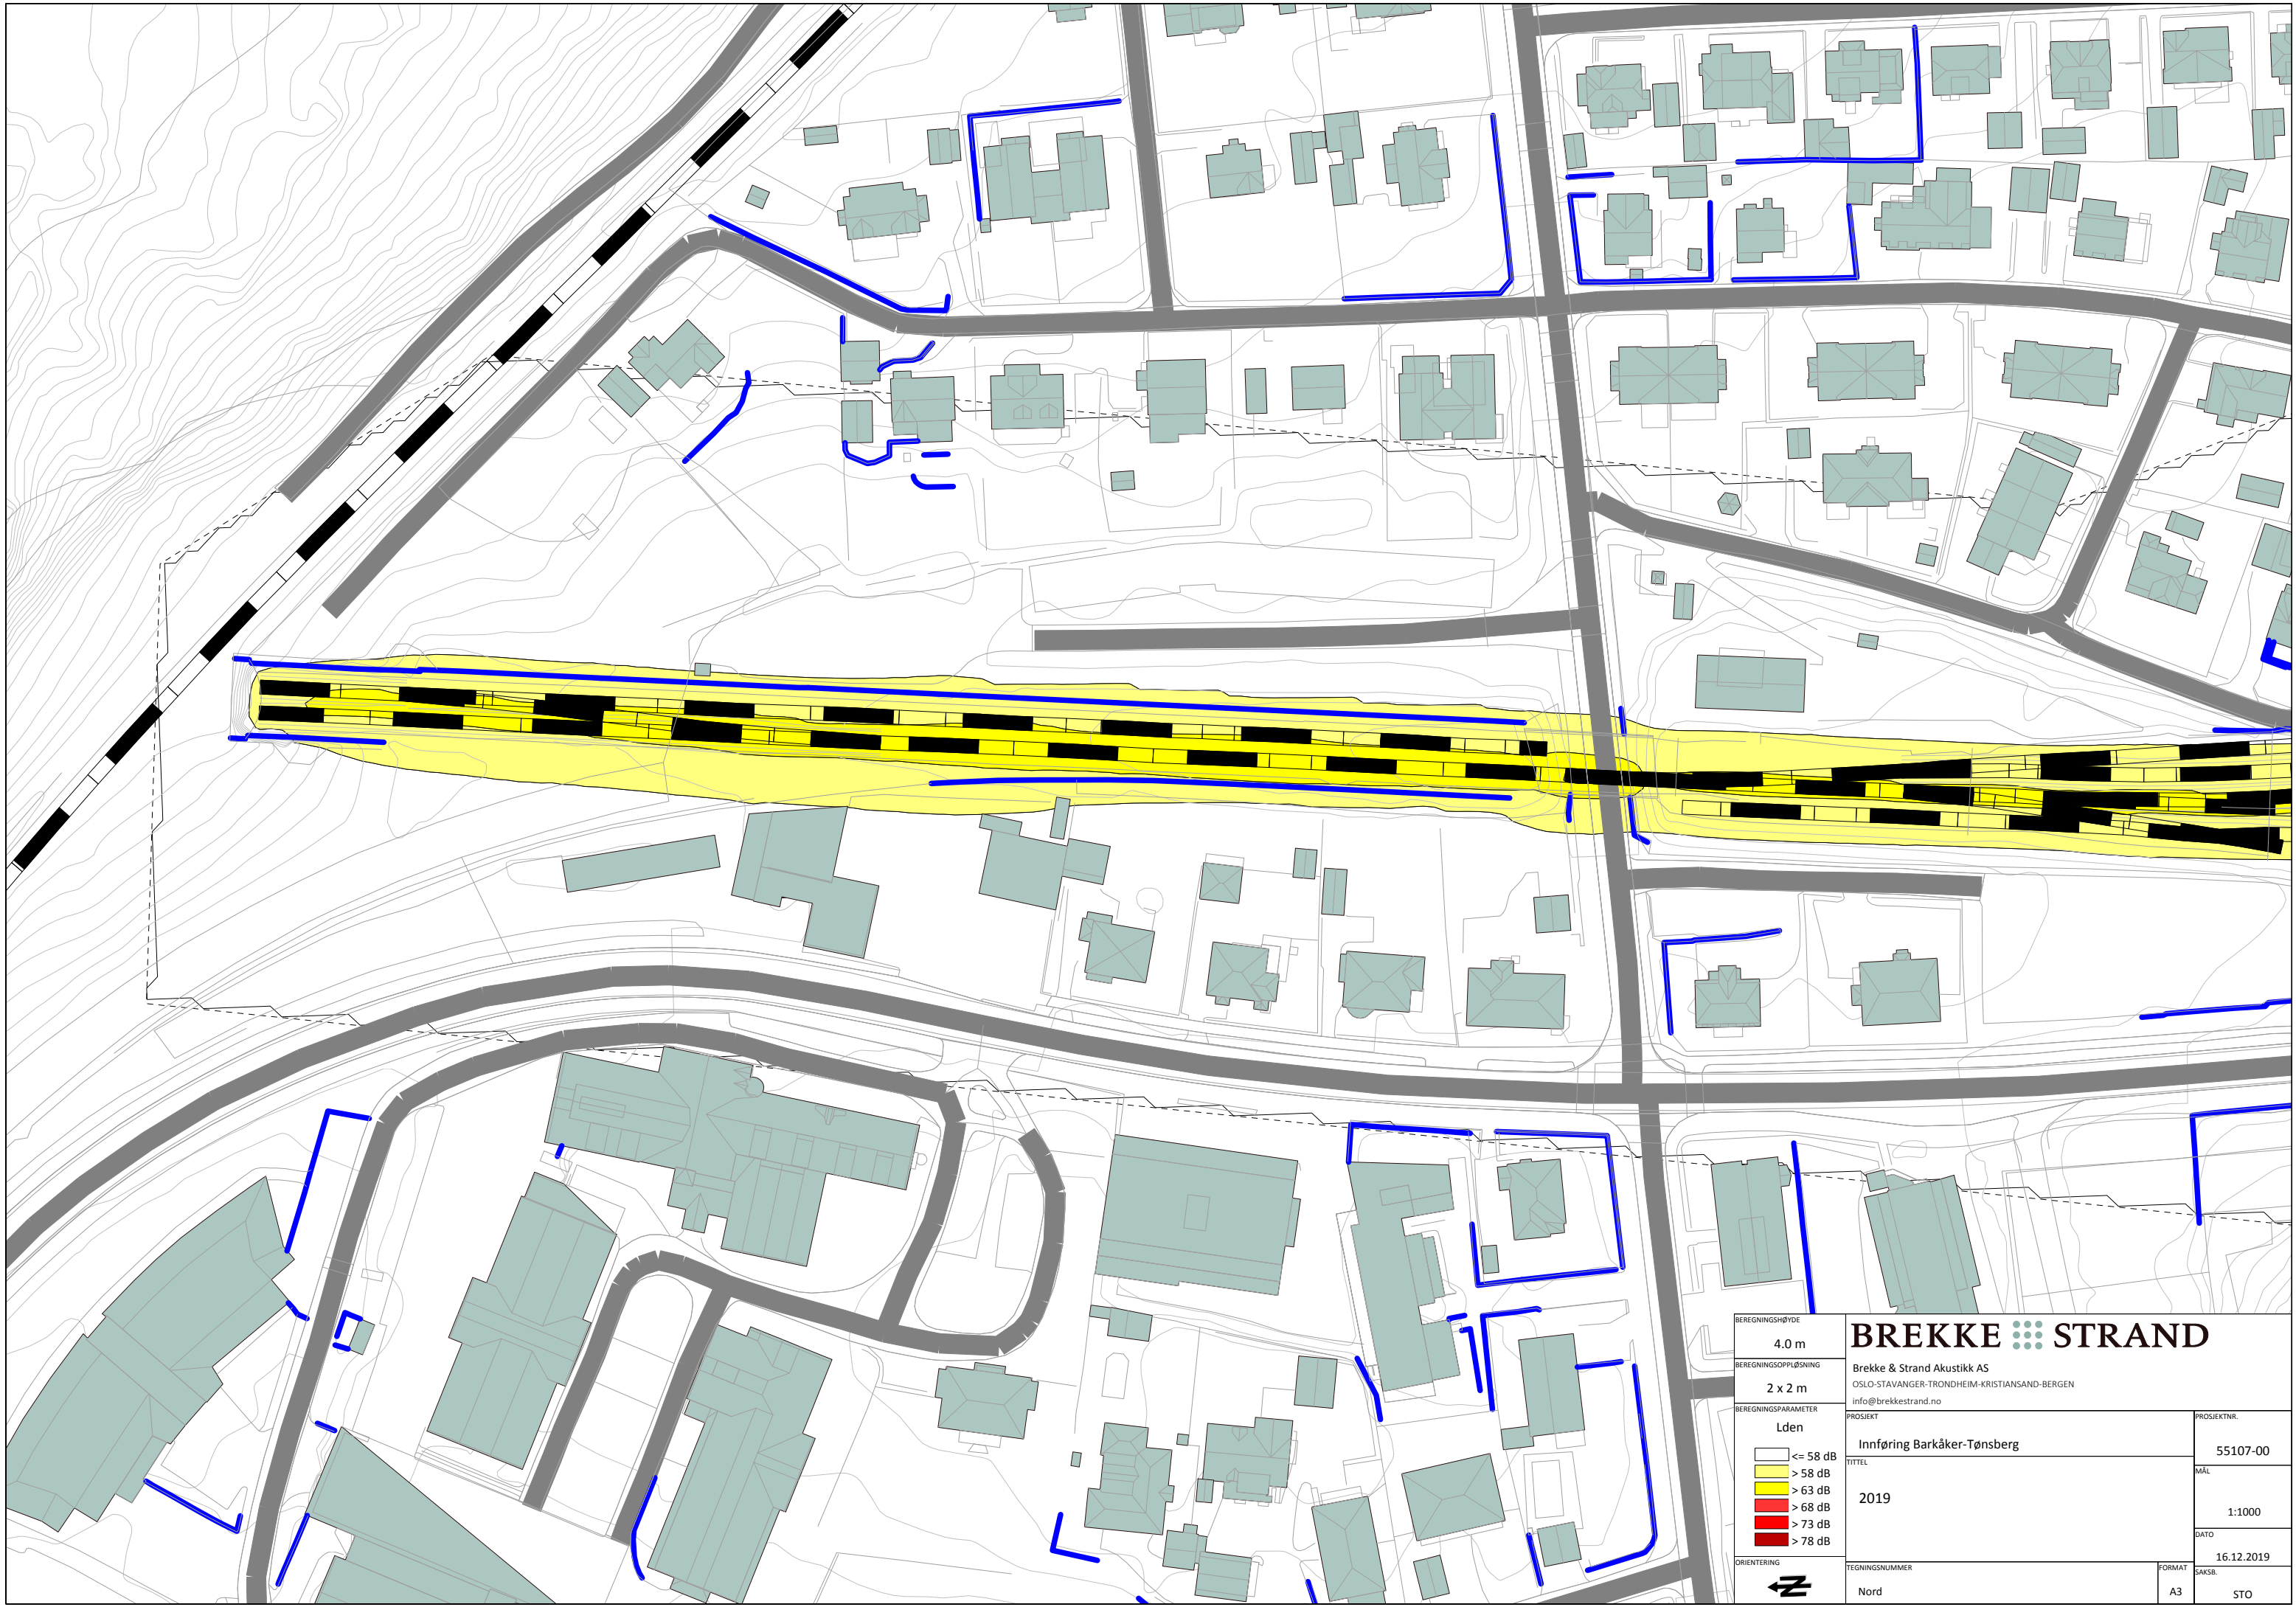 BEREGNINGSHØYDE
4.0 m
BEREGNINGSOPPLØSNING
2 x 2 m
BEREGNINGSPARAMETER
Lden
<= 58 dB
> 58 dB
> 63 dB
> 68 dB
> 73 dB
> 78 dB
ORIENTERING
BREKKE STRAND
Brekke & Strand Akustikk AS
OSLO-STAVANGER-TRONDHEIM-KRISTIANSAND-BERGEN
info@brekkestrand.no
PROSJEKT
Innføring Barkåker-Tønsberg
PROSJEKTNR.
55107-00
TITTEL
2019
MÅL
1:1000
DATO
16.12.2019
TEGNINGSNUMMER
Nord
FORMAT
A3
SAKSB.
STO